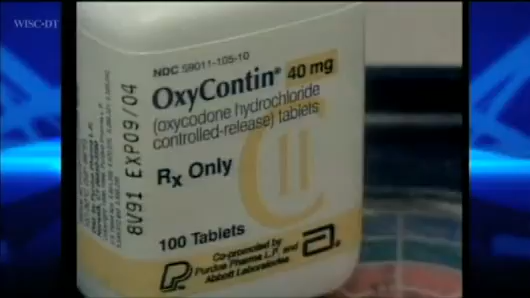 WISC-DT
NDC 59011-105-10
OxyContin® 40 mg
(oxycodone hydrochloride
controlled-release) tablets
CII
Rx Only
100 Tablets
Co-promoted by
Purdue Pharma L.P. and
Abbott Laboratories
8V91 EXP09/04